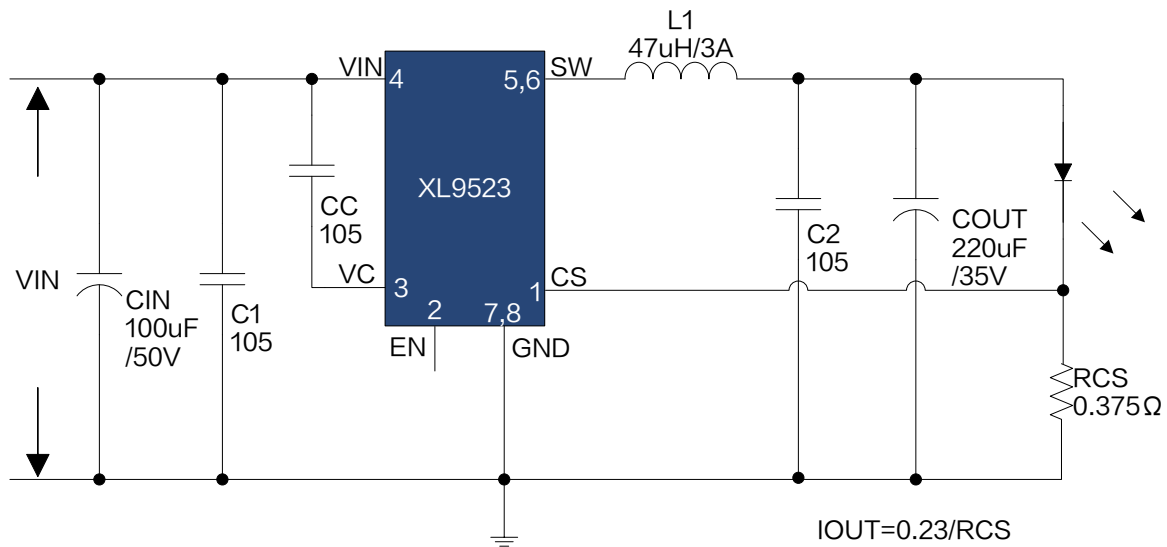 L1
47uH/3A
VIN
4
5,6
SW
XL9523
CC
105
VC
3
2
7,8
1
CS
EN
GND
VIN
CIN
100uF
/50V
C1
105
C2
105
COUT
220uF
/35V
RCS
0.375Ω
IOUT=0.23/RCS